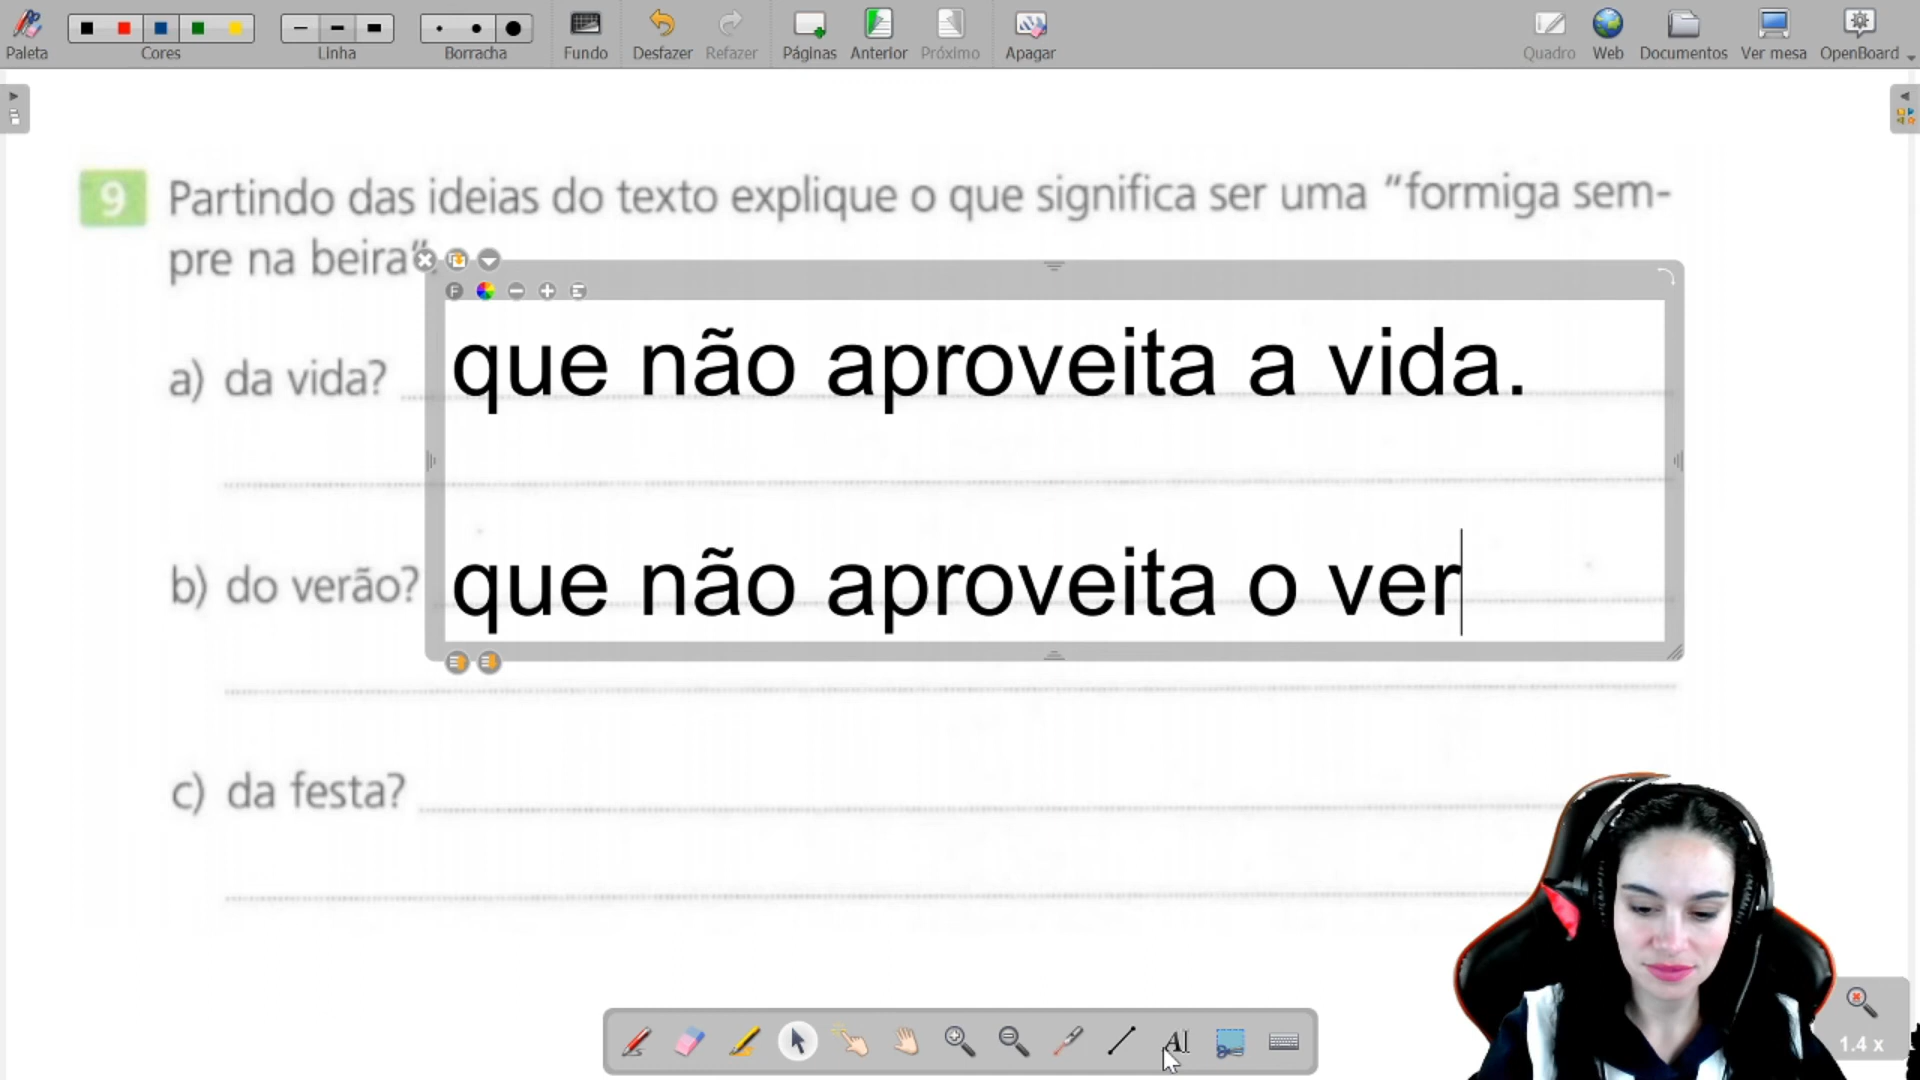 Paleta
Cores
Linha
Borracha
Fundo
Desfazer
Refazer
Páginas
Anterior
Próximo
Apagar
Quadro
Web
Documentos
Ver mesa
OpenBoard
9 Partindo das ideias do texto explique o que significa ser uma “formiga sem-
pre na beira”
a) da vida? que não aproveita a vida.
b) do verão? que não aproveita o ver
c) da festa?
1.4 x